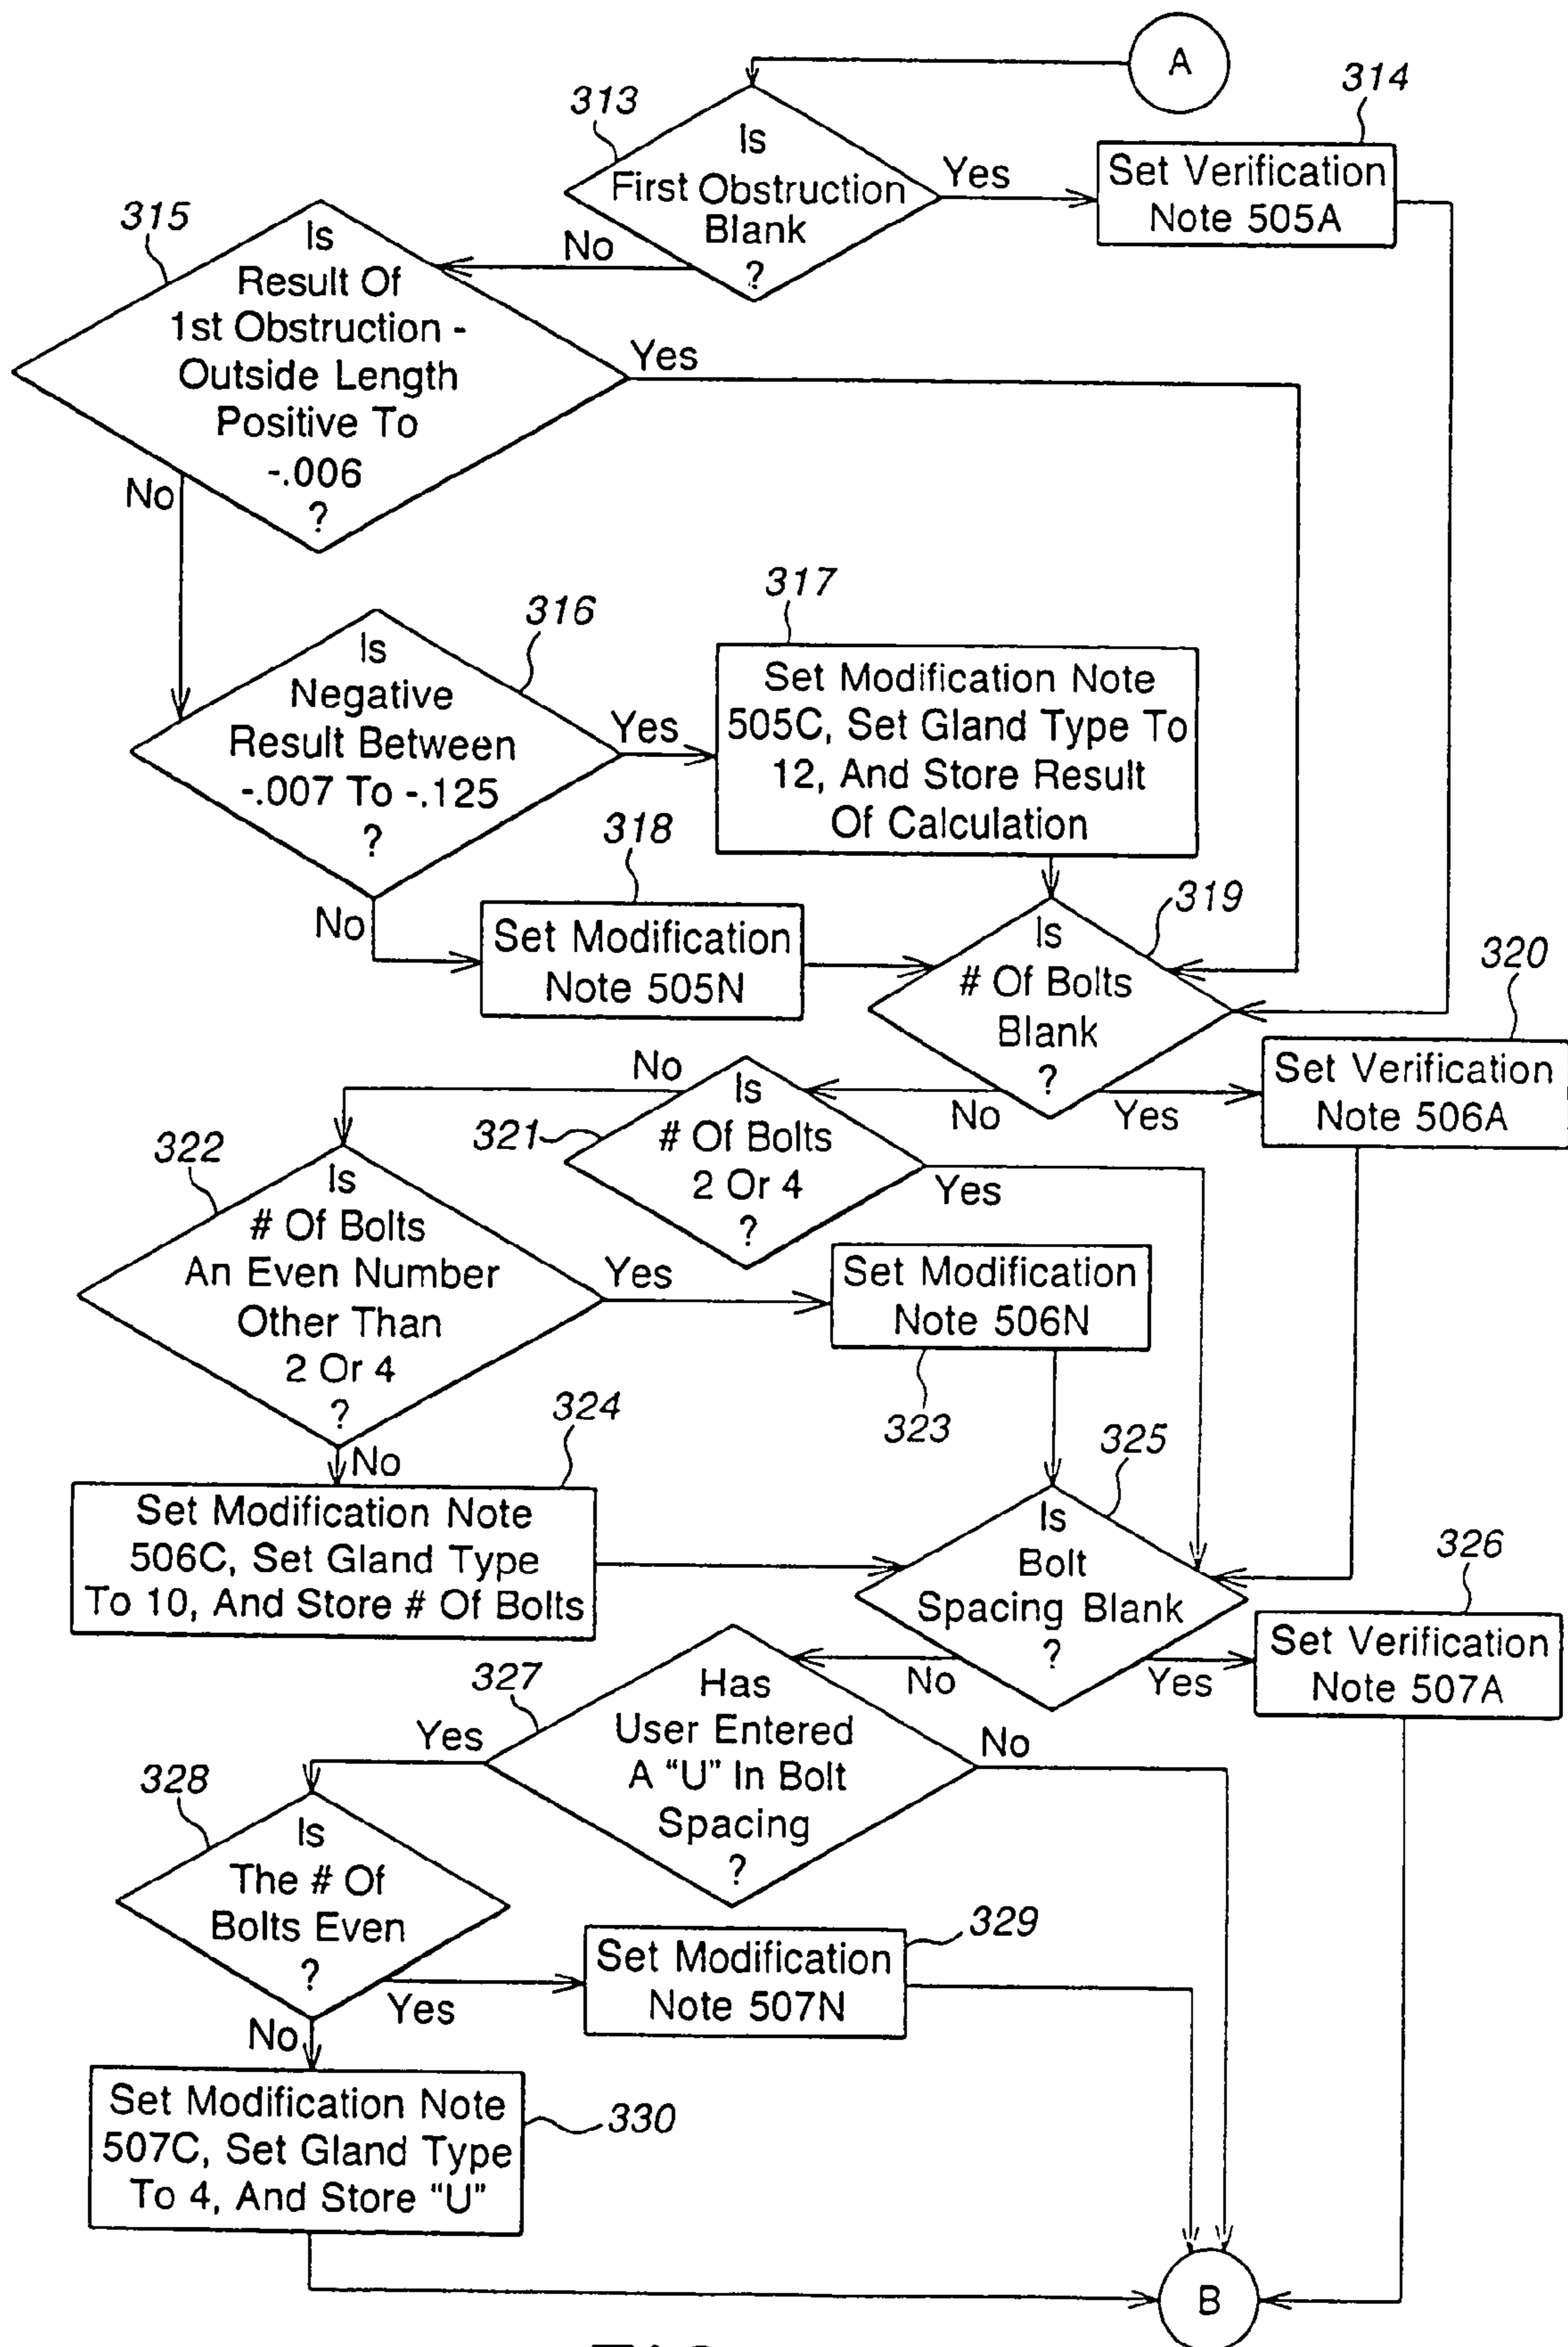 A
313
Is
First Obstruction
Blank
?
Yes
314
Set Verification
Note 505A
No
315
Is
Result Of
1st Obstruction -
Outside Length
Positive To
-.006
?
Yes
No
316
Is
Negative
Result Between
-.007 To -.125
?
Yes
317
Set Modification Note
505C, Set Gland Type To
12, And Store Result
Of Calculation
No
318
Set Modification
Note 505N
319
Is
# Of Bolts
Blank
?
No
Yes
320
Set Verification
Note 506A
321
Is
# Of Bolts
2 Or 4
?
No
Yes
322
Is
# Of Bolts
An Even Number
Other Than
2 Or 4
?
Yes
Set Modification
Note 506N
323
No
324
Set Modification Note
506C, Set Gland Type
To 10, And Store # Of Bolts
325
Is
Bolt
Spacing Blank
?
No
Yes
326
Set Verification
Note 507A
327
Has
User Entered
A “U” In Bolt
Spacing
?
Yes
No
328
Is
The # Of
Bolts Even
?
Yes
329
Set Modification
Note 507N
No
Set Modification Note
507C, Set Gland Type
To 4, And Store “U”
330
B